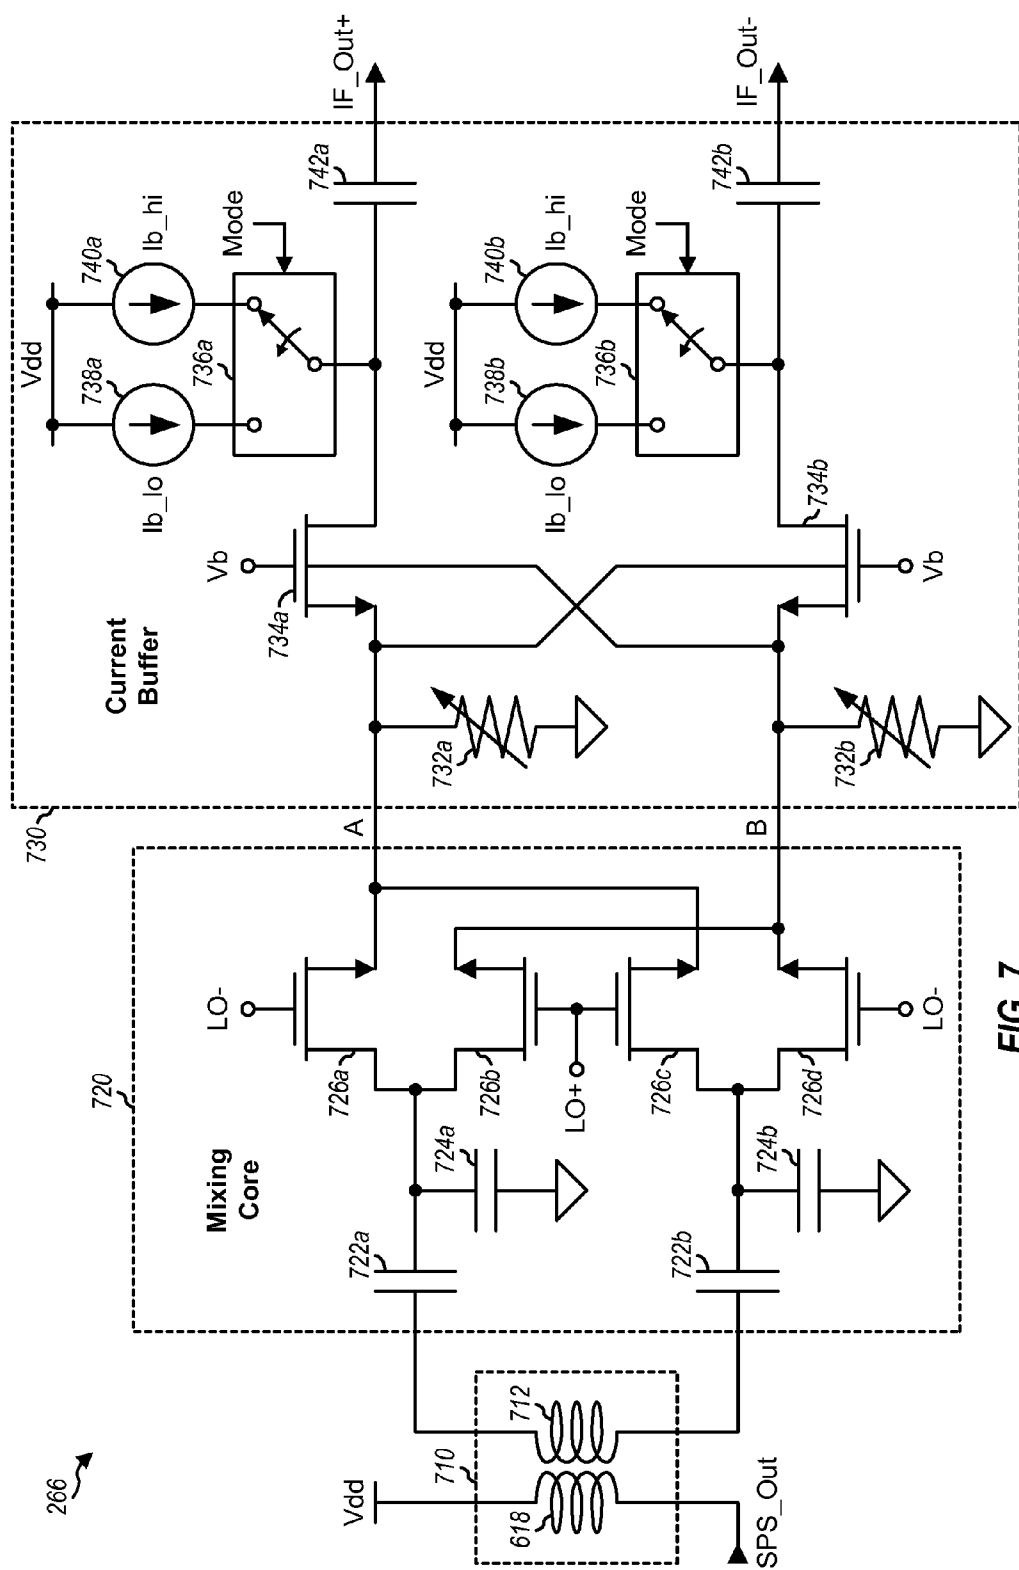 266
Vdd
SPS_Out
618
710
712
720
Mixing
Core
722a
722b
724a
724b
LO-
726a
726b
LO+
726c
726d
LO-
A
B
730
Current
Buffer
732a
732b
Vb
734a
734b
Vb
Vdd
738a
740a
Ib_lo
Ib_hi
736a
Mode
742a
IF_Out+
Vdd
738b
740b
Ib_lo
Ib_hi
736b
Mode
742b
IF_Out-
FIG. 7